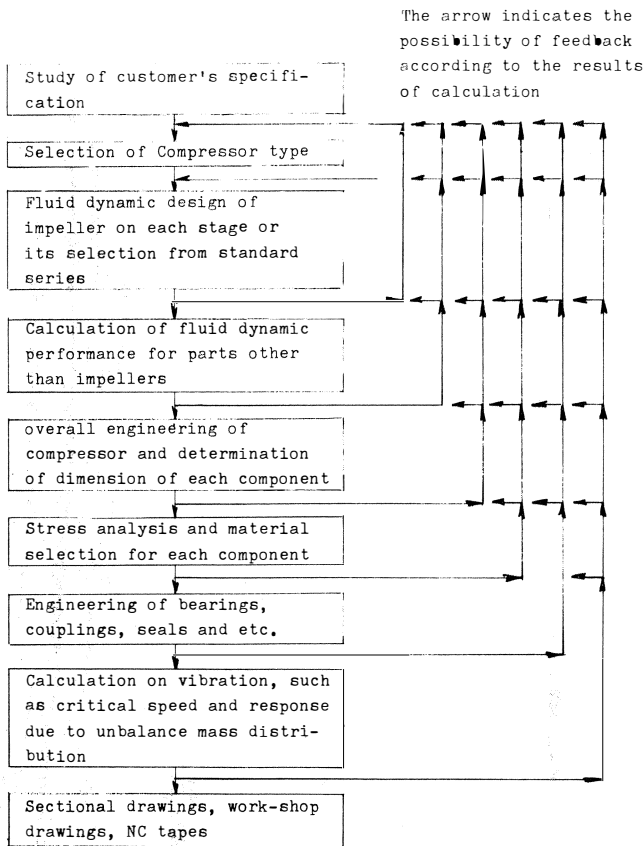 The arrow indicates the
possibility of feedback
according to the results
of calculation
Study of customer's specifi-
cation
Selection of Compressor type
Fluid dynamic design of
impeller on each stage or
its selection from standard
series
Calculation of fluid dynamic
performance for parts other
than impellers
overall engineering of
compressor and determination
of dimension of each component
Stress analysis and material
selection for each component
Engineering of bearings,
couplings, seals and etc.
Calculation on vibration, such
as critical speed and response
due to unbalance mass distri-
bution
Sectional drawings, work-shop
drawings, NC tapes